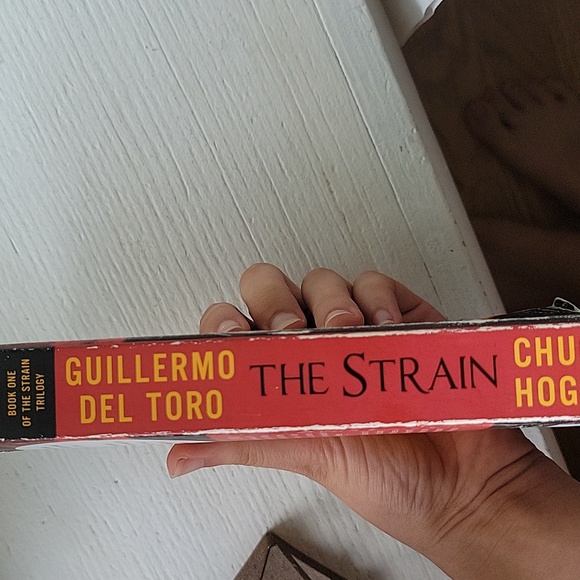 BOOK ONE
OF THE STRAIN
TRILOGY
GUILLERMO
DEL TORO
THE STRAIN
CHU
HOG